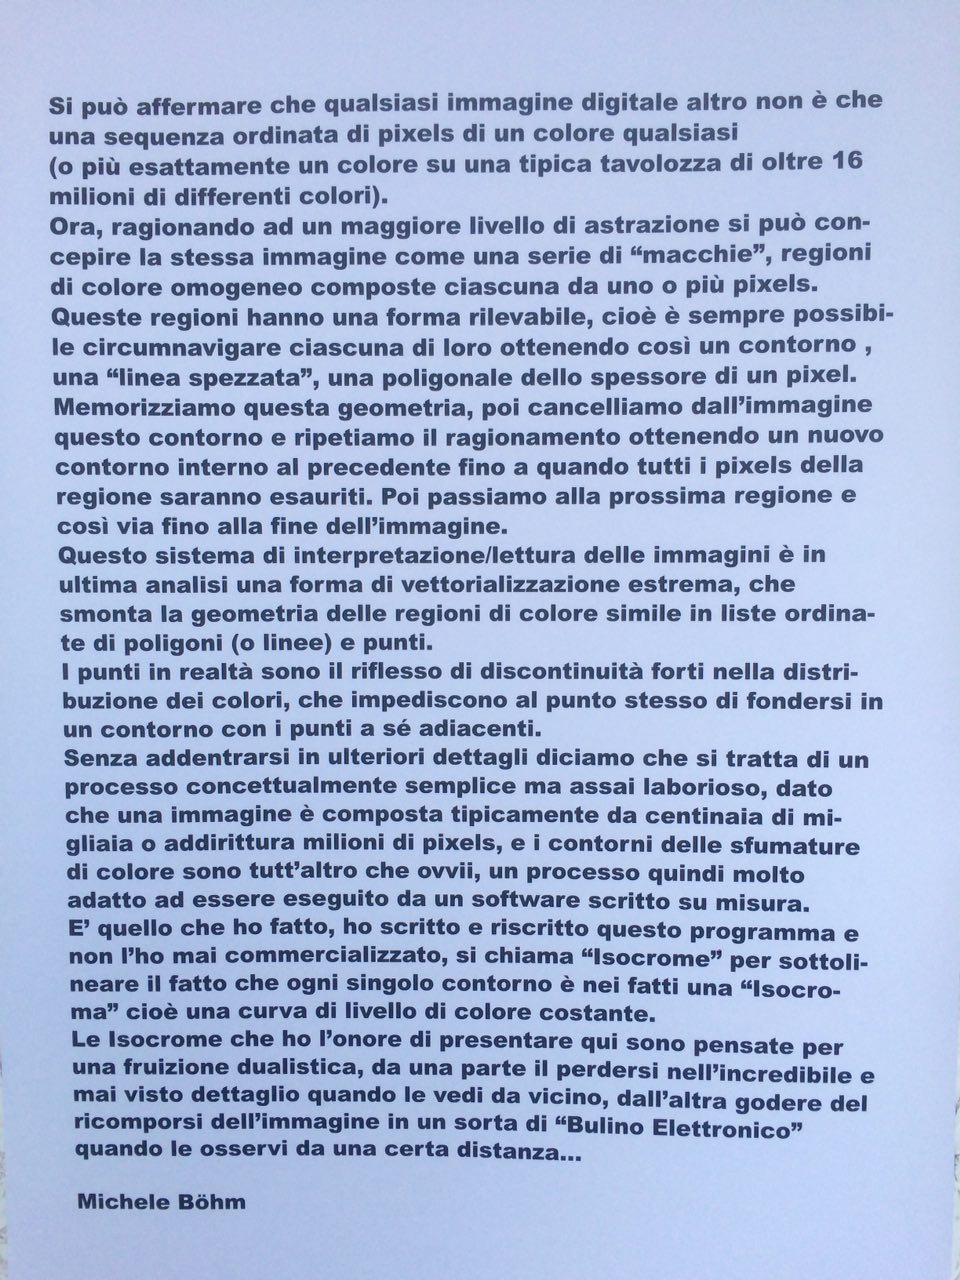 Si può affermare che qualsiasi immagine digitale altro non è che
una sequenza ordinata di pixels di un colore qualsiasi
(o più esattamente un colore su una tipica tavolozza di oltre 16
milioni di differenti colori).
Ora, ragionando ad un maggiore livello di astrazione si può con-
cepire la stessa immagine come una serie di “macchie”, regioni
di colore omogeneo composte ciascuna da uno o più pixels.
Queste regioni hanno una forma rilevabile, cioè è sempre possibi-
le circumnavigare ciascuna di loro ottenendo così un contorno ,
una “linea spezzata”, una poligonale dello spessore di un pixel.
Memorizziamo questa geometria, poi cancelliamo dall’immagine
questo contorno e ripetiamo il ragionamento ottenendo un nuovo
contorno interno al precedente fino a quando tutti i pixels della
regione saranno esauriti. Poi passiamo alla prossima regione e
così via fino alla fine dell’immagine.
Questo sistema di interpretazione/lettura delle immagini è in
ultima analisi una forma di vettorializzazione estrema, che
smonta la geometria delle regioni di colore simile in liste ordina-
te di poligoni (o linee) e punti.
I punti in realtà sono il riflesso di discontinuità forti nella distri-
buzione dei colori, che impediscono al punto stesso di fondersi in
un contorno con i punti a sé adiacenti.
Senza addentrarsi in ulteriori dettagli diciamo che si tratta di un
processo concettualmente semplice ma assai laborioso, dato
che una immagine è composta tipicamente da centinaia di mi-
gliaia o addirittura milioni di pixels, e i contorni delle sfumature
di colore sono tutt’altro che ovvii, un processo quindi molto
adatto ad essere eseguito da un software scritto su misura.
E’ quello che ho fatto, ho scritto e riscritto questo programma e
non l’ho mai commercializzato, si chiama “Isocrome” per sottoli-
neare il fatto che ogni singolo contorno è nei fatti una “Isocro-
ma” cioè una curva di livello di colore costante.
Le Isocrome che ho l’onore di presentare qui sono pensate per
una fruizione dualistica, da una parte il perdersi nell’incredibile e
mai visto dettaglio quando le vedi da vicino, dall’altra godere del
ricomporsi dell’immagine in un sorta di “Bulino Elettronico”
quando le osservi da una certa distanza...
Michele Böhm